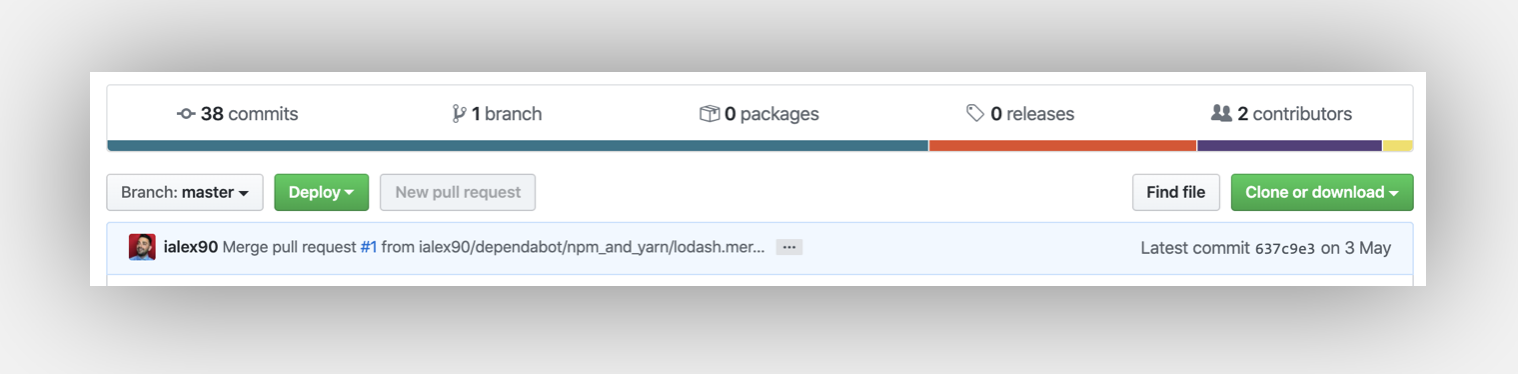 38 commits 1 branch 0 packages 0 releases 2 contributors
Branch: master Deploy New pull request Find file Clone or download
ialex90 Merge pull request #1 from ialex90/dependabot/npm_and_yarn/lodash.mer... ... Latest commit 637c9e3 on 3 May